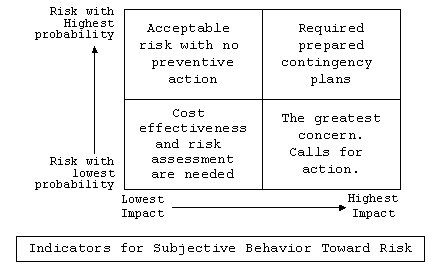 Risk with
Highest
probability
Acceptable
risk with no
preventive
action
Required
prepared
contingency
plans
Cost
effectiveness
and risk
assessment
are needed
The greatest
concern.
Calls for
action.
Risk with
lowest
probability
Lowest
Impact
Highest
Impact
Indicators for Subjective Behavior Toward Risk